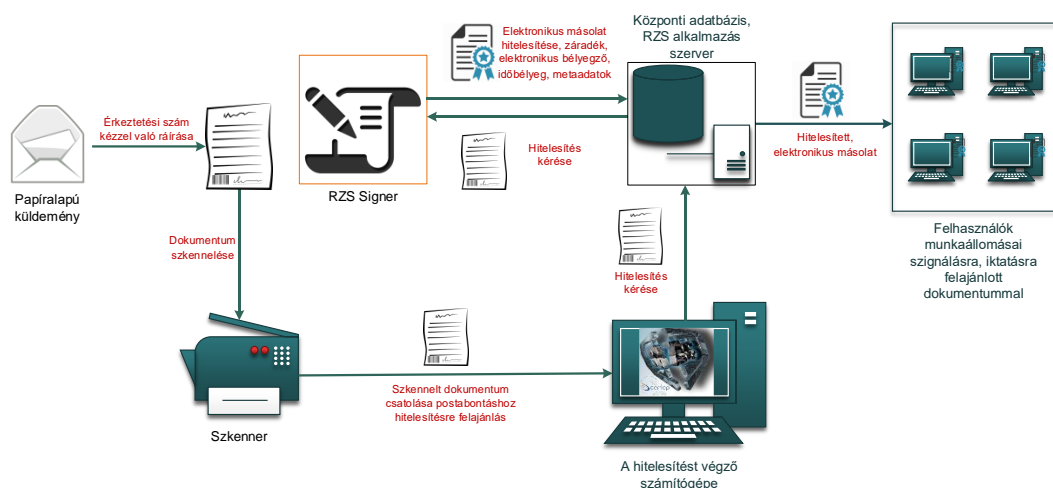 Elektronikus másolat
hitelesítése, záradék,
elektronikus bélyegző,
időbélyeg, metaadatok
Központi adatbázis,
RZS alkalmazás
szerver
Érkeztetési szám
kézzel való ráírása
Hitelesítés
kérése
Hitelesített,
elektronikus másolat
Papíralapú
küldemény
RZS Signer
Dokumentum
szkennelése
Hitelesítés
kérése
Felhasználók
munkaállomásai
szignálásra, iktatásra
felajánlott
dokumentummal
Szkennelt dokumentum
csatolása postabontáshoz
hitelesítésre felajánlás
Szkenner
A hitelesítést végző
számítógépe